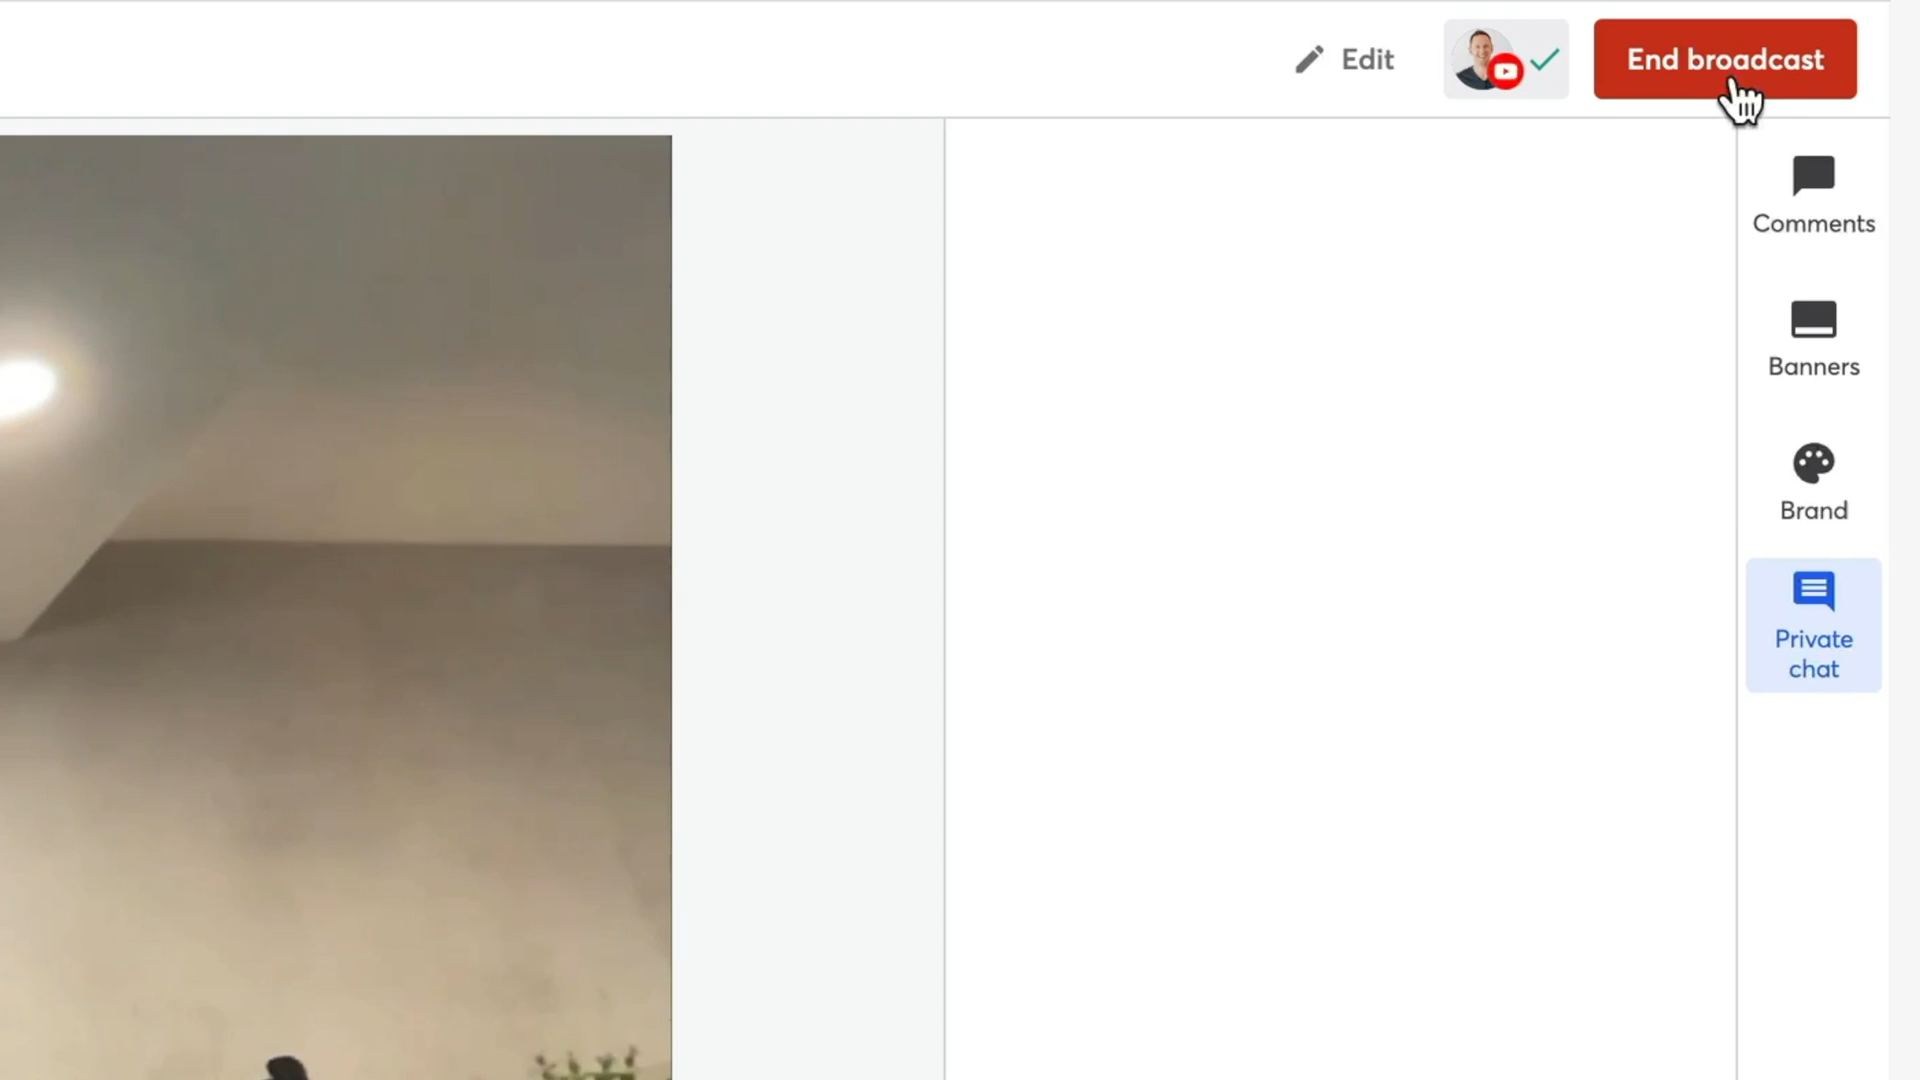 Edit
End broadcast
Comments
Banners
Brand
Private
chat